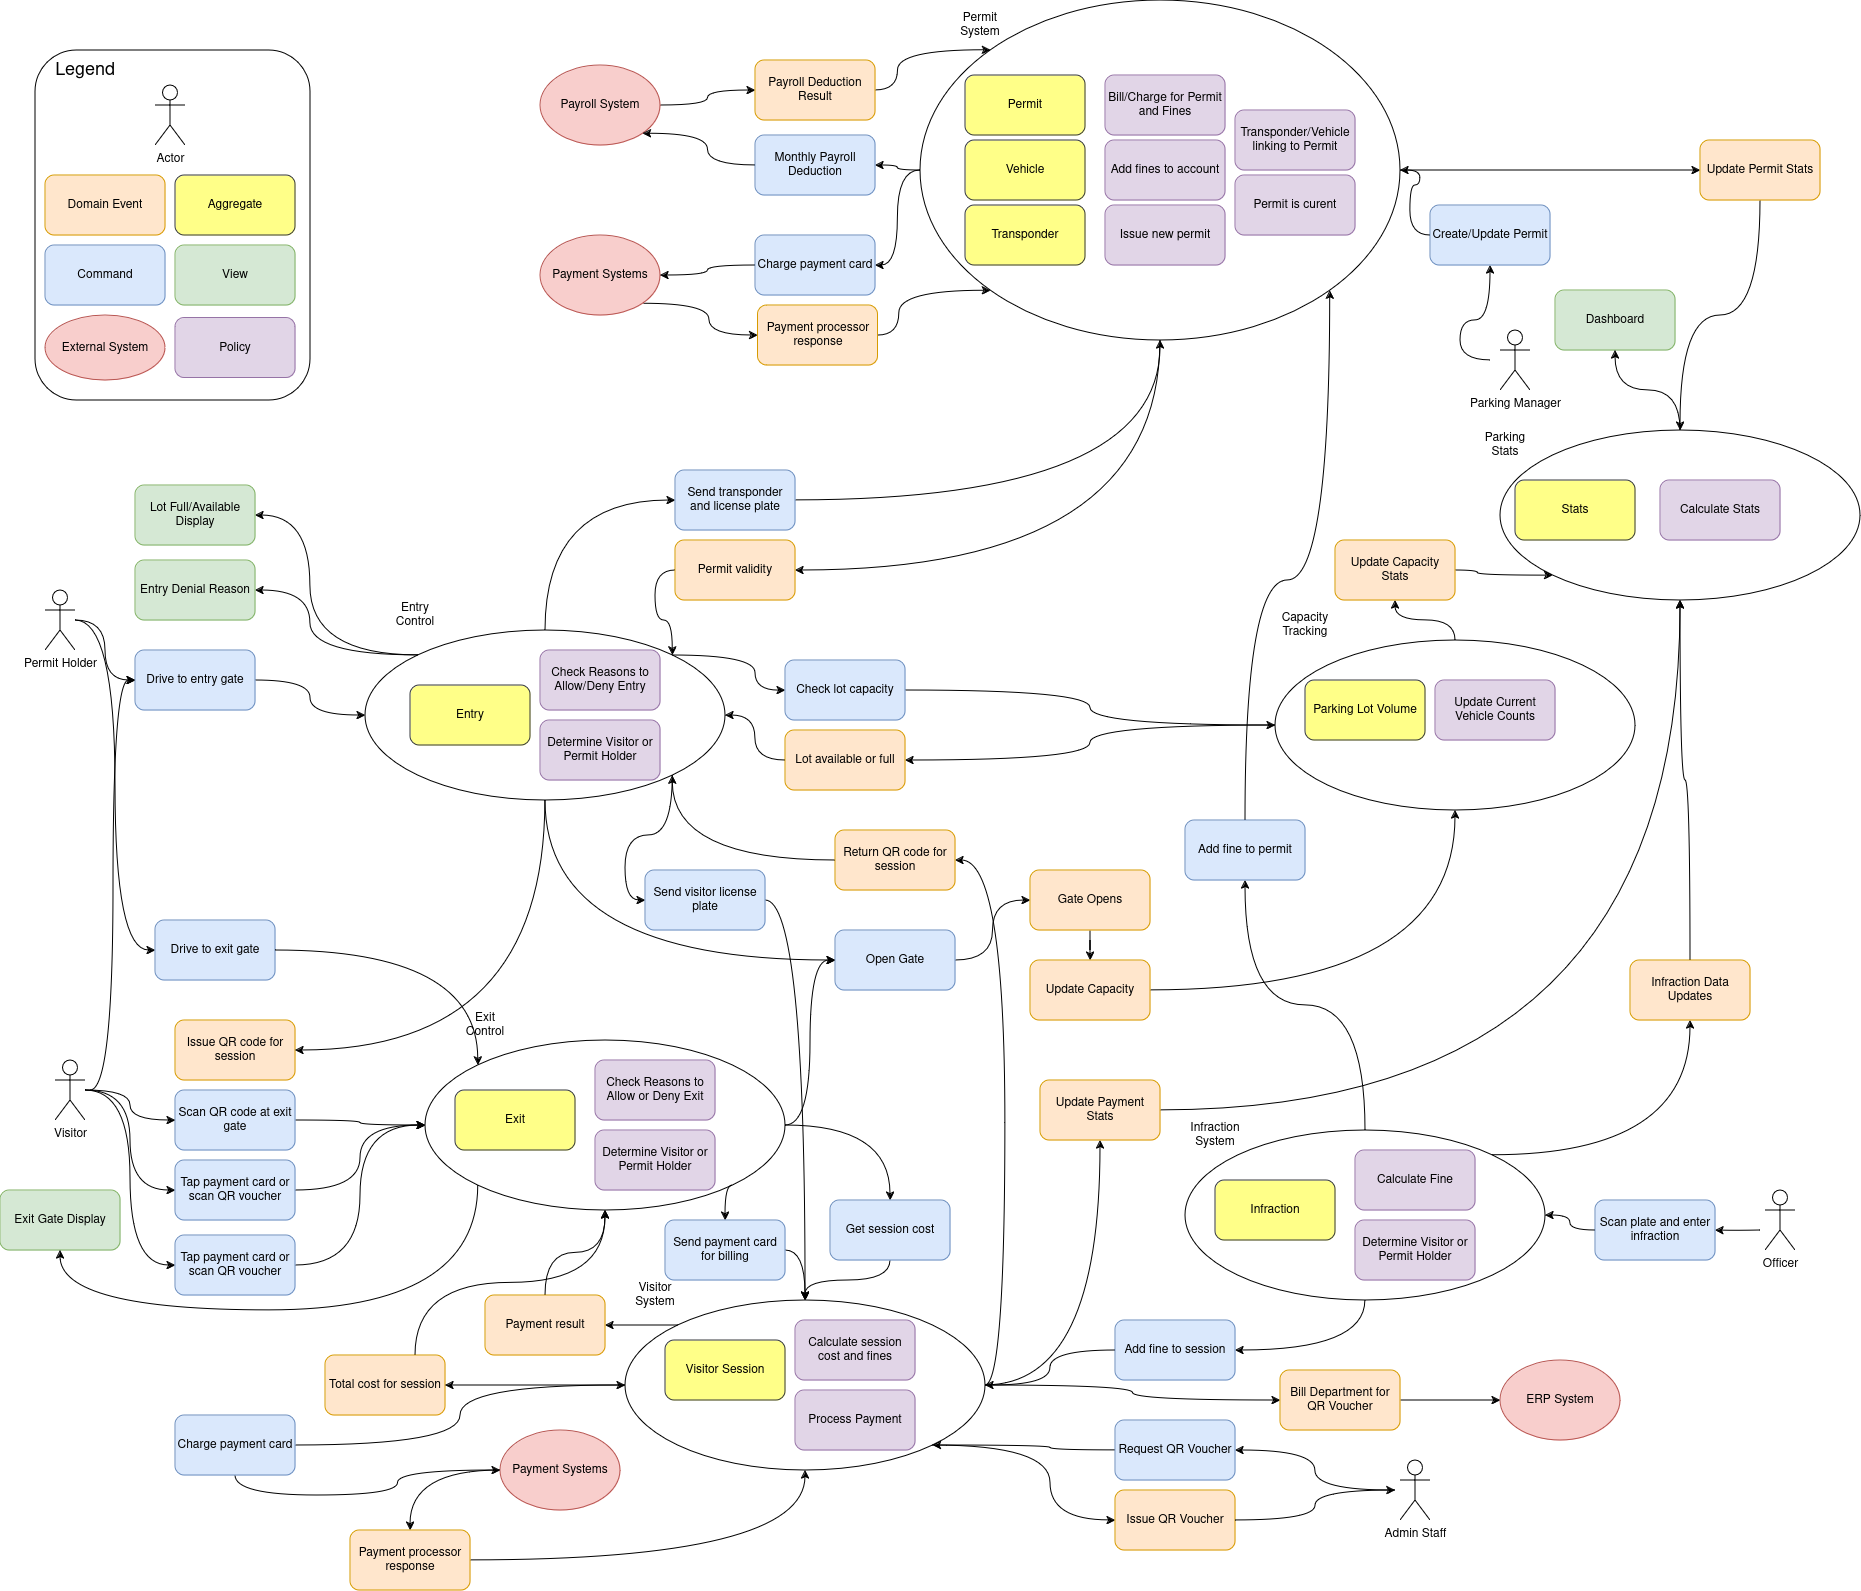 Legend
Actor
Domain Event
Aggregate
Command
View
External System
Policy
Permit
System
Payroll System
Payroll Deduction
Result
Monthly Payroll
Deduction
Payment Systems
Charge payment card
Payment processor
response
Permit
Vehicle
Transponder
Bill/Charge for Permit
and Fines
Add fines to account
Issue new permit
Transponder/Vehicle
linking to Permit
Permit is curent
Update Permit Stats
Create/Update Permit
Dashboard
Parking Manager
Parking
Stats
Stats
Calculate Stats
Send transponder
and license plate
Permit validity
Lot Full/Available
Display
Entry Denial Reason
Permit Holder
Drive to entry gate
Entry
Control
Entry
Check Reasons to
Allow/Deny Entry
Determine Visitor or
Permit Holder
Check lot capacity
Lot available or full
Update Capacity
Stats
Capacity
Tracking
Parking Lot Volume
Update Current
Vehicle Counts
Add fine to permit
Return QR code for
session
Send visitor license
plate
Open Gate
Gate Opens
Update Capacity
Infraction Data
Updates
Drive to exit gate
Issue QR code for
session
Visitor
Scan QR code at exit
gate
Tap payment card or
scan QR voucher
Tap payment card or
scan QR voucher
Exit Gate Display
Exit
Control
Exit
Check Reasons to
Allow or Deny Exit
Determine Visitor or
Permit Holder
Update Payment
Stats
Infraction
System
Infraction
Calculate Fine
Determine Visitor or
Permit Holder
Scan plate and enter
infraction
Officer
Send payment card
for billing
Get session cost
Visitor
System
Payment result
Total cost for session
Visitor Session
Calculate session
cost and fines
Process Payment
Add fine to session
Bill Department for
QR Voucher
ERP System
Charge payment card
Payment Systems
Payment processor
response
Request QR Voucher
Issue QR Voucher
Admin Staff